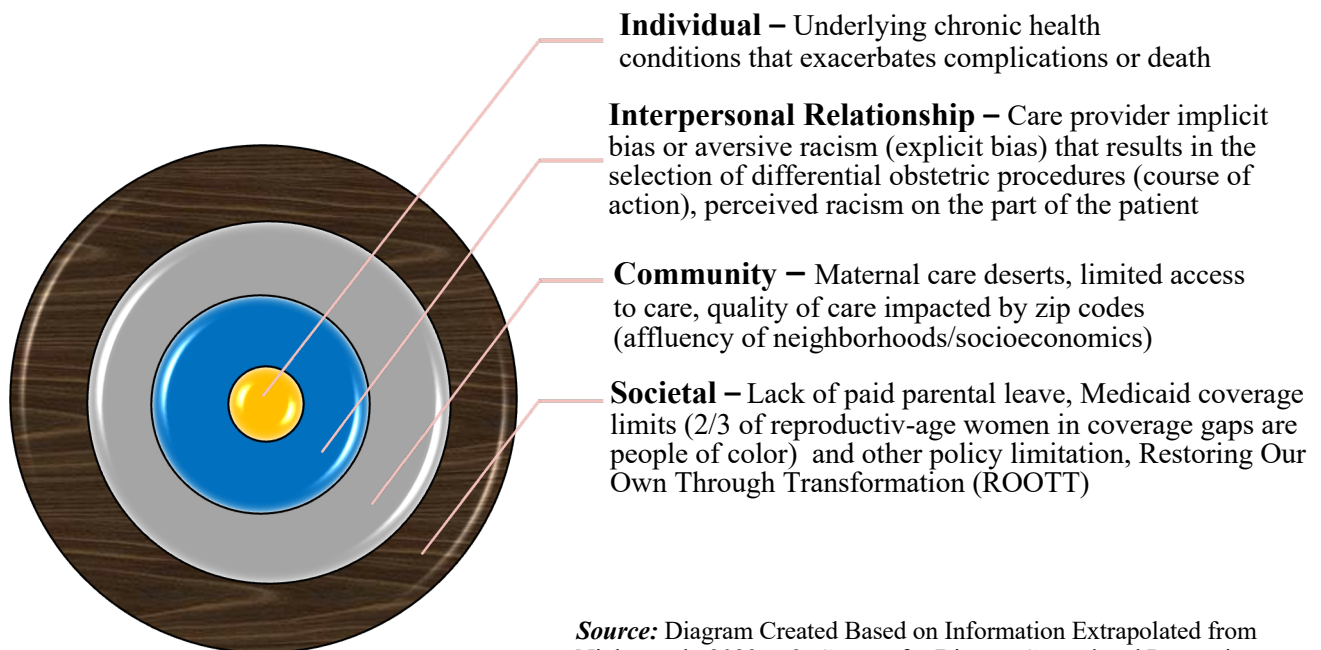 Individual – Underlying chronic health
conditions that exacerbates complications or death
Interpersonal Relationship – Care provider implicit
bias or aversive racism (explicit bias) that results in the
selection of differential obstetric procedures (course of
action), perceived racism on the part of the patient
Community – Maternal care deserts, limited access
to care, quality of care impacted by zip codes
(affluency of neighborhoods/socioeconomics)
Societal – Lack of paid parental leave, Medicaid coverage
limits (2/3 of reproductiv-age women in coverage gaps are
people of color) and other policy limitation, Restoring Our
Own Through Transformation (ROOTT)
Source: Diagram Created Based on Information Extrapolated from